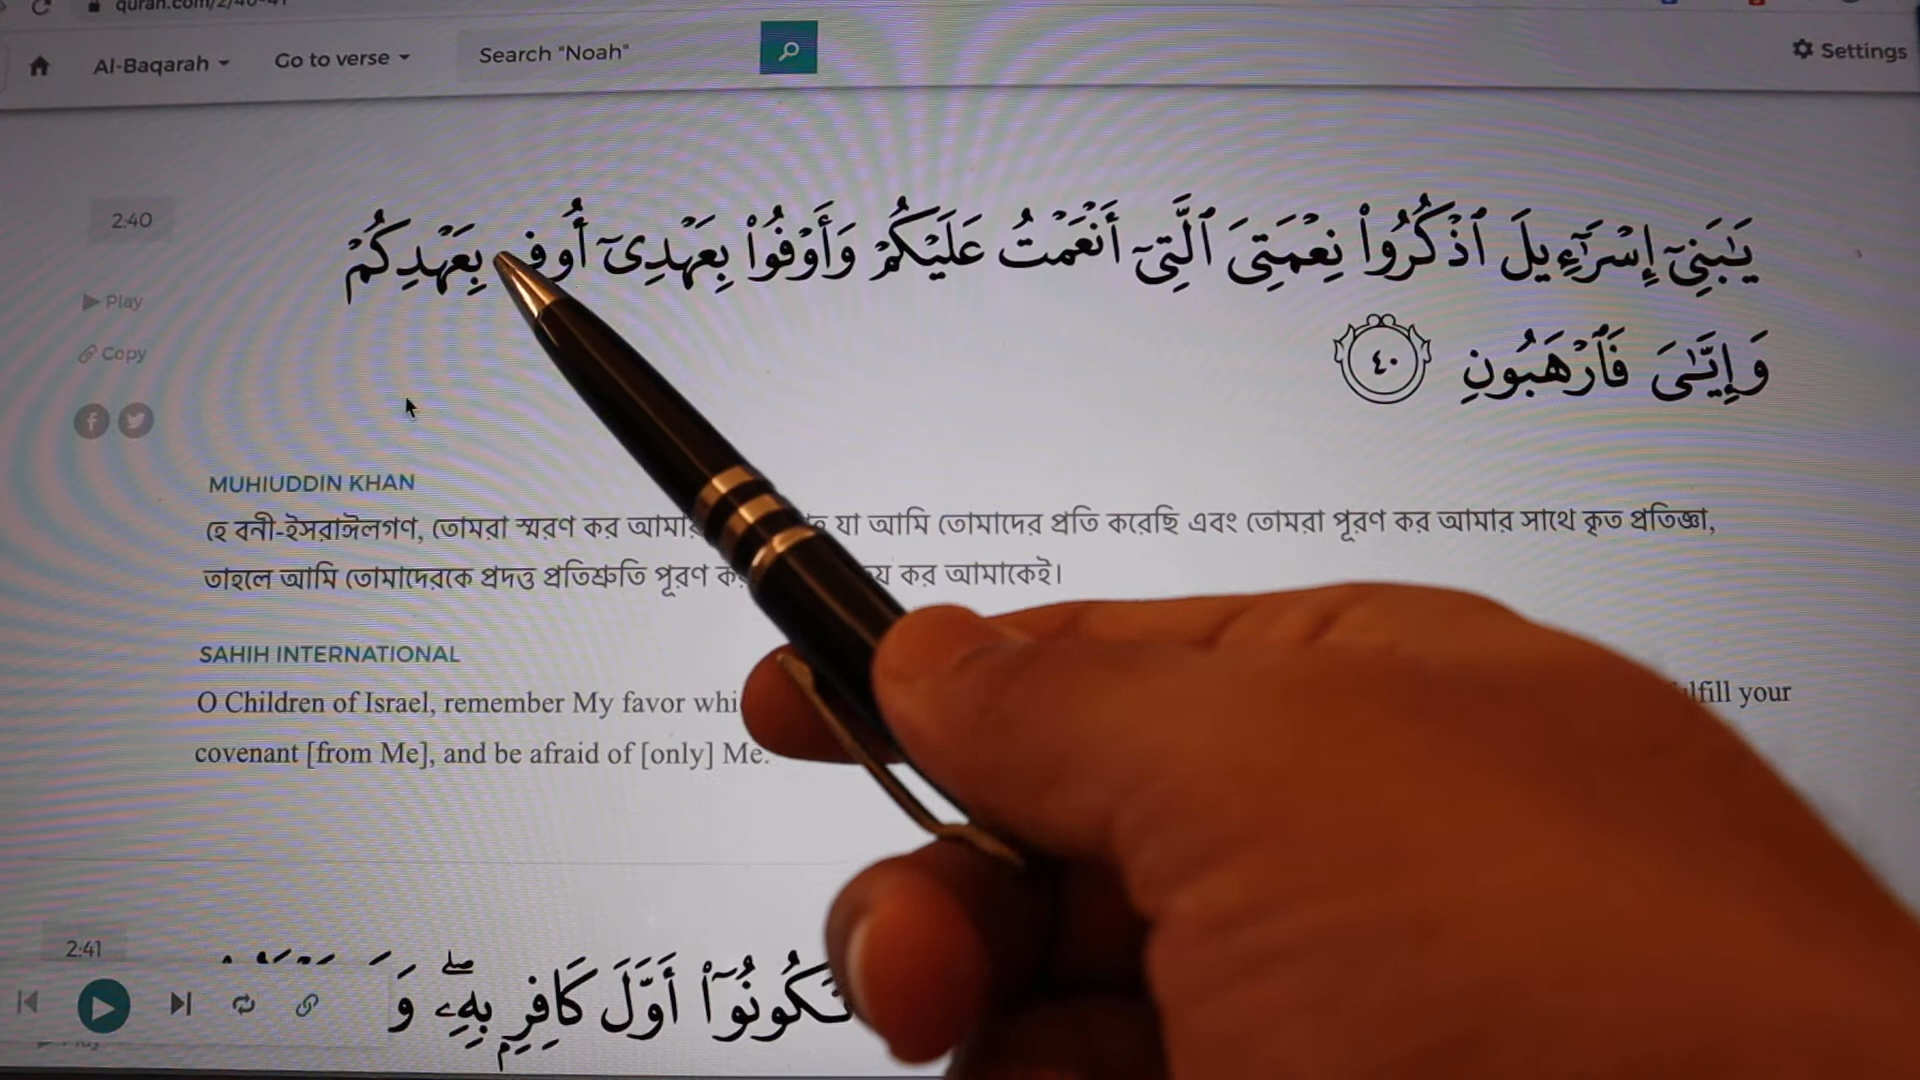 quran.com/2/40-41
Al-Baqarah
Go to verse
Search "Noah"
Settings
2:40
يَـٰبَنِىٓ إِسْرَٰٓءِيلَ ٱذْكُرُوا۟ نِعْمَتِىَ ٱلَّتِىٓ أَنْعَمْتُ عَلَيْكُمْ وَأَوْفُوا۟ بِعَهْدِىٓ أُوفِ بِعَهْدِكُمْ
وَإِيَّـٰىَ فَٱرْهَبُونِ ٤٠
Play
Copy
MUHIUDDIN KHAN
হে বনী-ইসরাঈলগণ, তোমরা স্মরণ কর যা আমি তোমাদের প্রতি করেছি এবং তোমরা পূরণ কর আমার সাথে কৃত প্রতিজ্ঞা,
তাহলে আমি তোমাদেরকে প্রদত্ত প্রতিশ্রুতি পূরণ কর আমাকেই।
SAHIH INTERNATIONAL
O Children of Israel, remember My favor your
covenant [from Me], and be afraid of [only] Me.
2:41
تَكُونُوٓا۟ أَوَّلَ كَافِرٍۭ بِهِۦ ۖ وَ